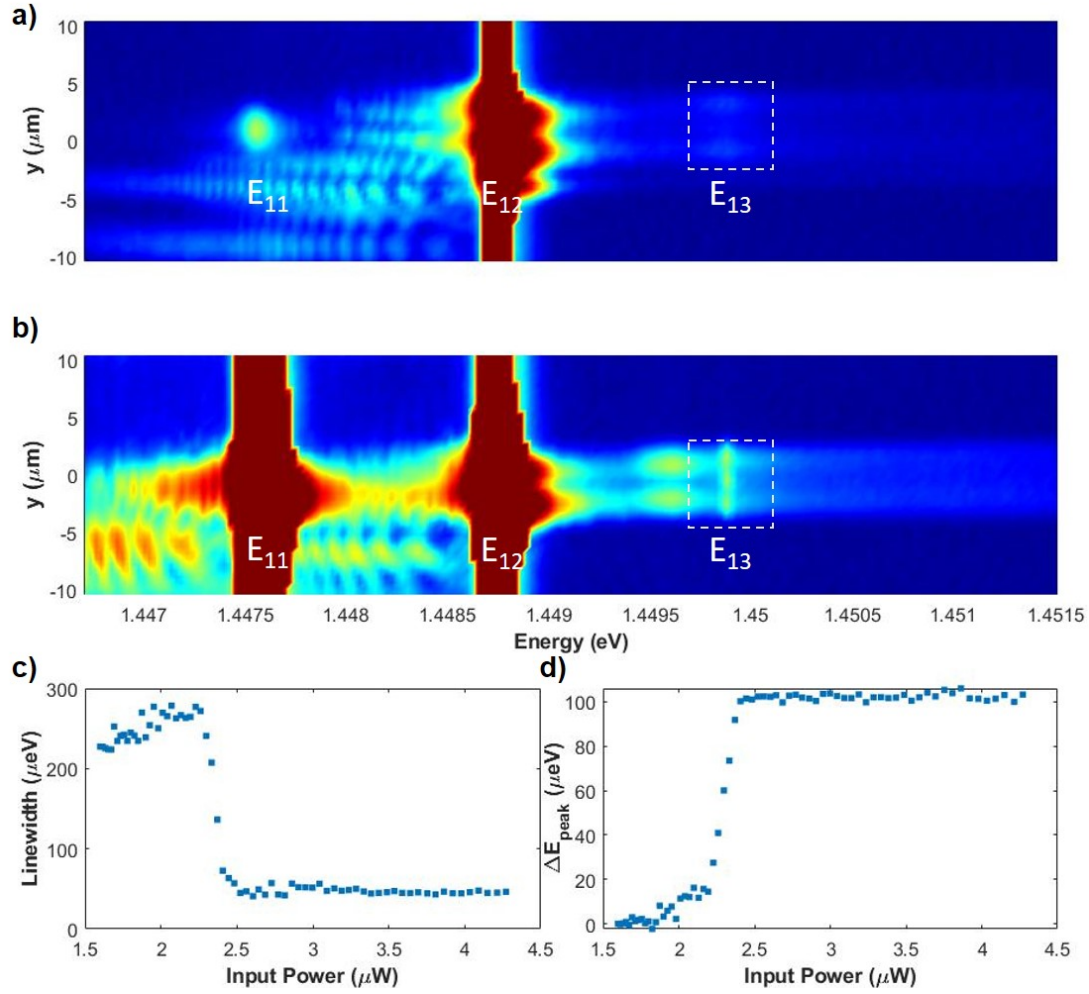 a)
10
5
0
-5
-10
y (μm)
E11
E12
E13
b)
10
5
0
-5
-10
y (μm)
E11
E12
E13
1.447 1.4475 1.448 1.4485 1.449 1.4495 1.45 1.4505 1.451 1.4515
Energy (eV)
c)
300
200
100
0
Linewidth (μeV)
1.5 2 2.5 3 3.5 4 4.5
Input Power (μW)
d)
100
80
60
40
20
0
ΔEpeak (μeV)
1.5 2 2.5 3 3.5 4 4.5
Input Power (μW)